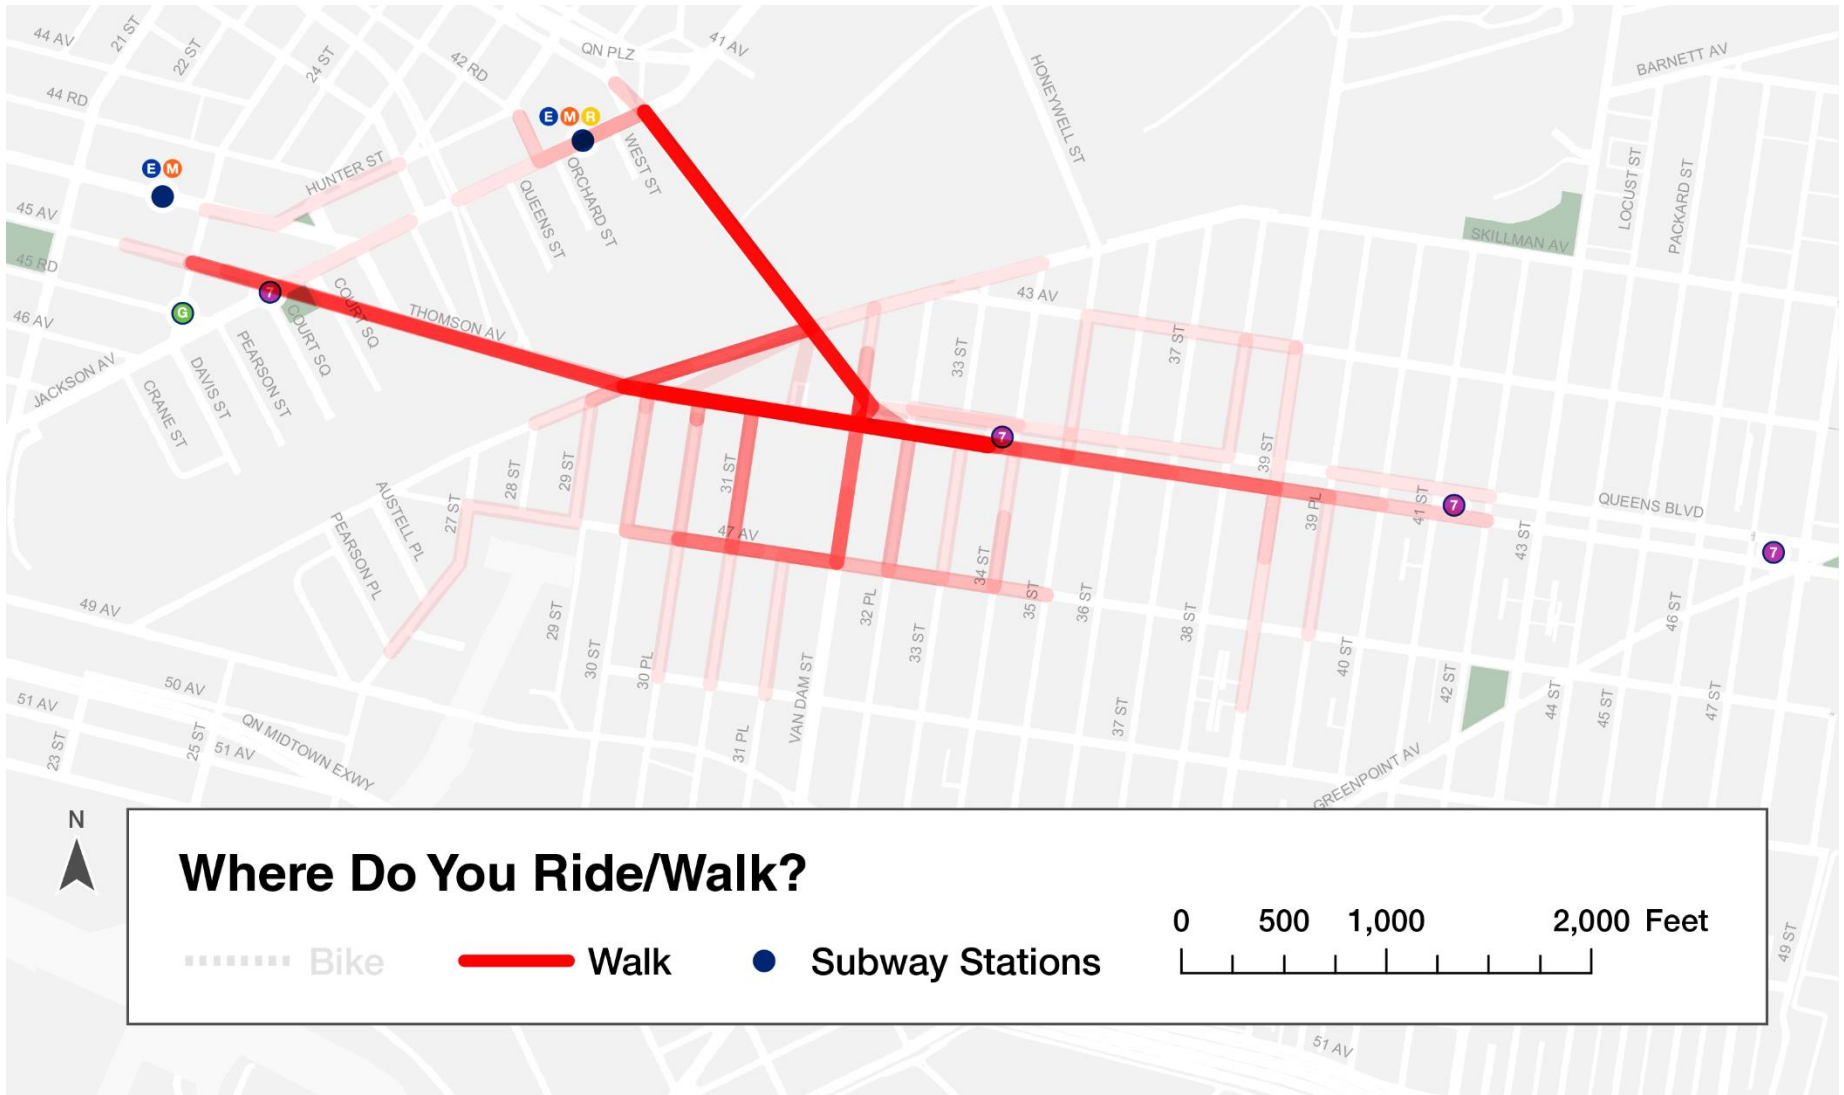 44 AV
21 ST
22 ST
24 ST
42 RD
QN PLZ
41 AV
HONEYWELL ST
BARNETT AV
44 RD
E M R
E M
HUNTER ST
WEST ST
ORCHARD ST
QUEENS ST
LOCUST ST
PACKARD ST
SKILLMAN AV
45 AV
45 RD
46 AV
G
7
COURT SQ
COURT SQ
THOMSON AV
43 AV
33 ST
37 ST
JACKSON AV
CRANE ST
DAVIS ST
PEARSON ST
7
39 ST
28 ST
29 ST
31 ST
27 ST
AUSTELL PL
PEARSON PL
47 AV
34 ST
39 PL
41 ST
7
QUEENS BLVD
43 ST
7
49 AV
29 ST
30 ST
30 PL
32 PL
33 ST
35 ST
36 ST
38 ST
40 ST
42 ST
44 ST
45 ST
46 ST
47 ST
50 AV
51 AV
23 ST
25 ST
51 AV
QN MIDTOWN EXWY
31 PL
VAN DAM ST
37 ST
GREENPOINT AV
N
Where Do You Ride/Walk?
Bike
Walk
Subway Stations
0 500 1,000 2,000 Feet
49 ST
51 AV